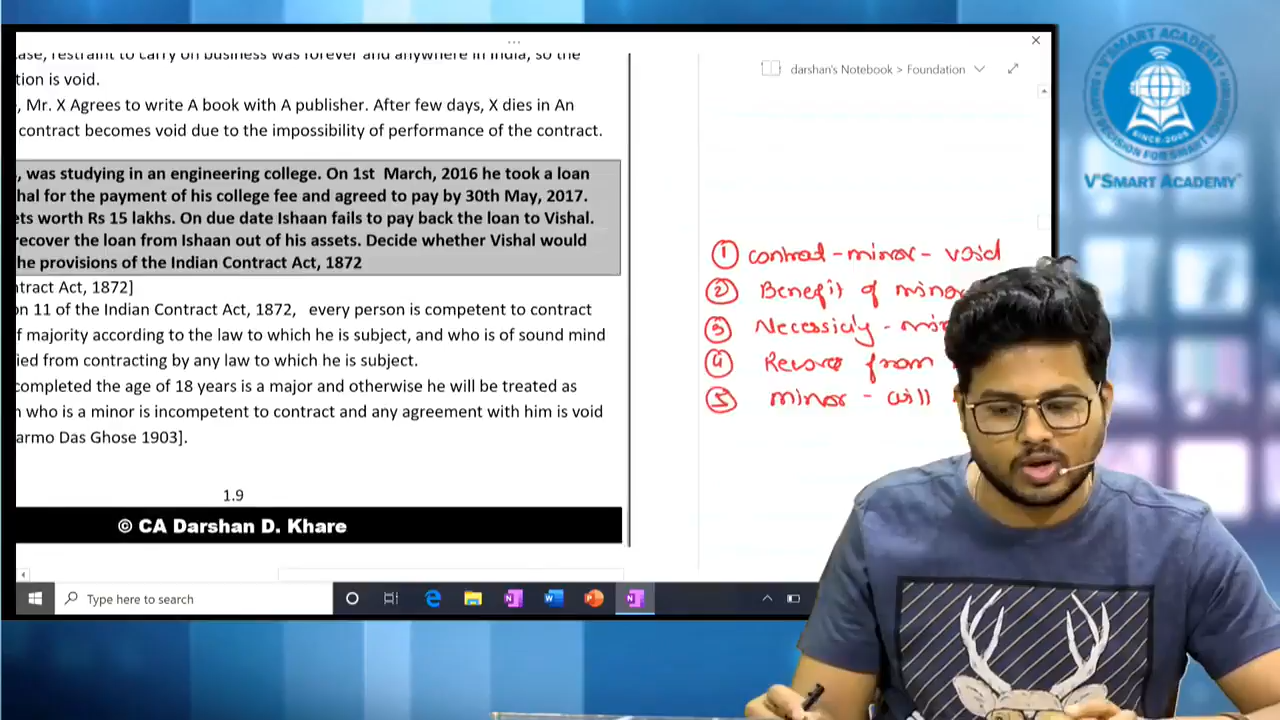 case, restraint to carry on business was forever and anywhere in India, so the
tion is void.
, Mr. X Agrees to write A book with A publisher. After few days, X dies in An
contract becomes void due to the impossibility of performance of the contract.
, was studying in an engineering college. On 1st March, 2016 he took a loan
hal for the payment of his college fee and agreed to pay by 30th May, 2017.
ets worth Rs 15 lakhs. On due date Ishaan fails to pay back the loan to Vishal.
recover the loan from Ishaan out of his assets. Decide whether Vishal would
he provisions of the Indian Contract Act, 1872
ntract Act, 1872]
on 11 of the Indian Contract Act, 1872, every person is competent to contract
f majority according to the law to which he is subject, and who is of sound mind
fied from contracting by any law to which he is subject.
completed the age of 18 years is a major and otherwise he will be treated as
n who is a minor is incompetent to contract and any agreement with him is void
armo Das Ghose 1903].
1.9
© CA Darshan D. Khare
darshan's Notebook > Foundation
① contract - minor - void
② Benefit of minor
③ Necessicity -
④ from
⑤ minor - will
Type here to search
V'SMART ACADEMY
SINCE-2005
V'SMART ACADEMY